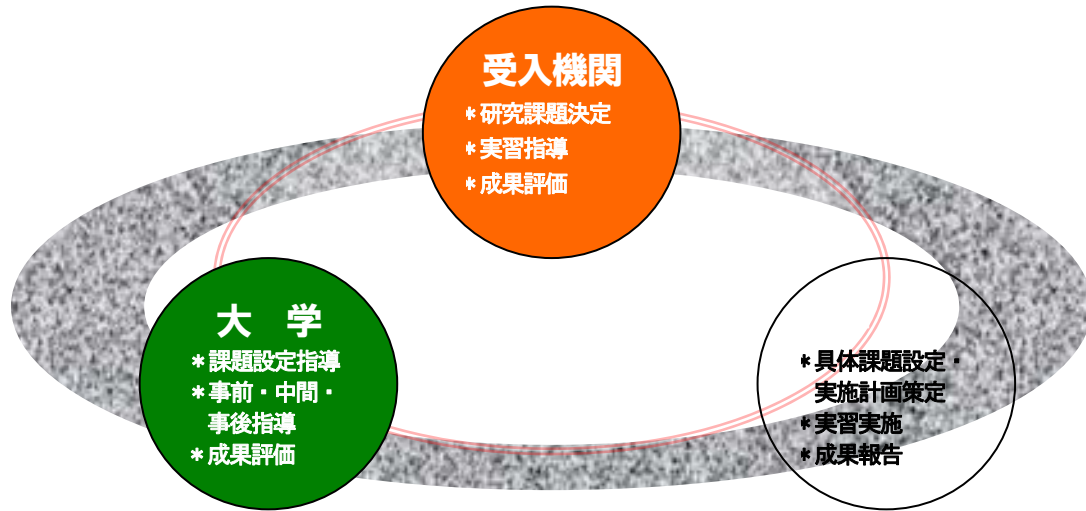 受入機関
*研究課題決定
*実習指導
*成果評価
大　学
*課題設定指導
*事前・中間・
事後指導
*成果評価
*具体課題設定・
実施計画策定
*実習実施
*成果報告